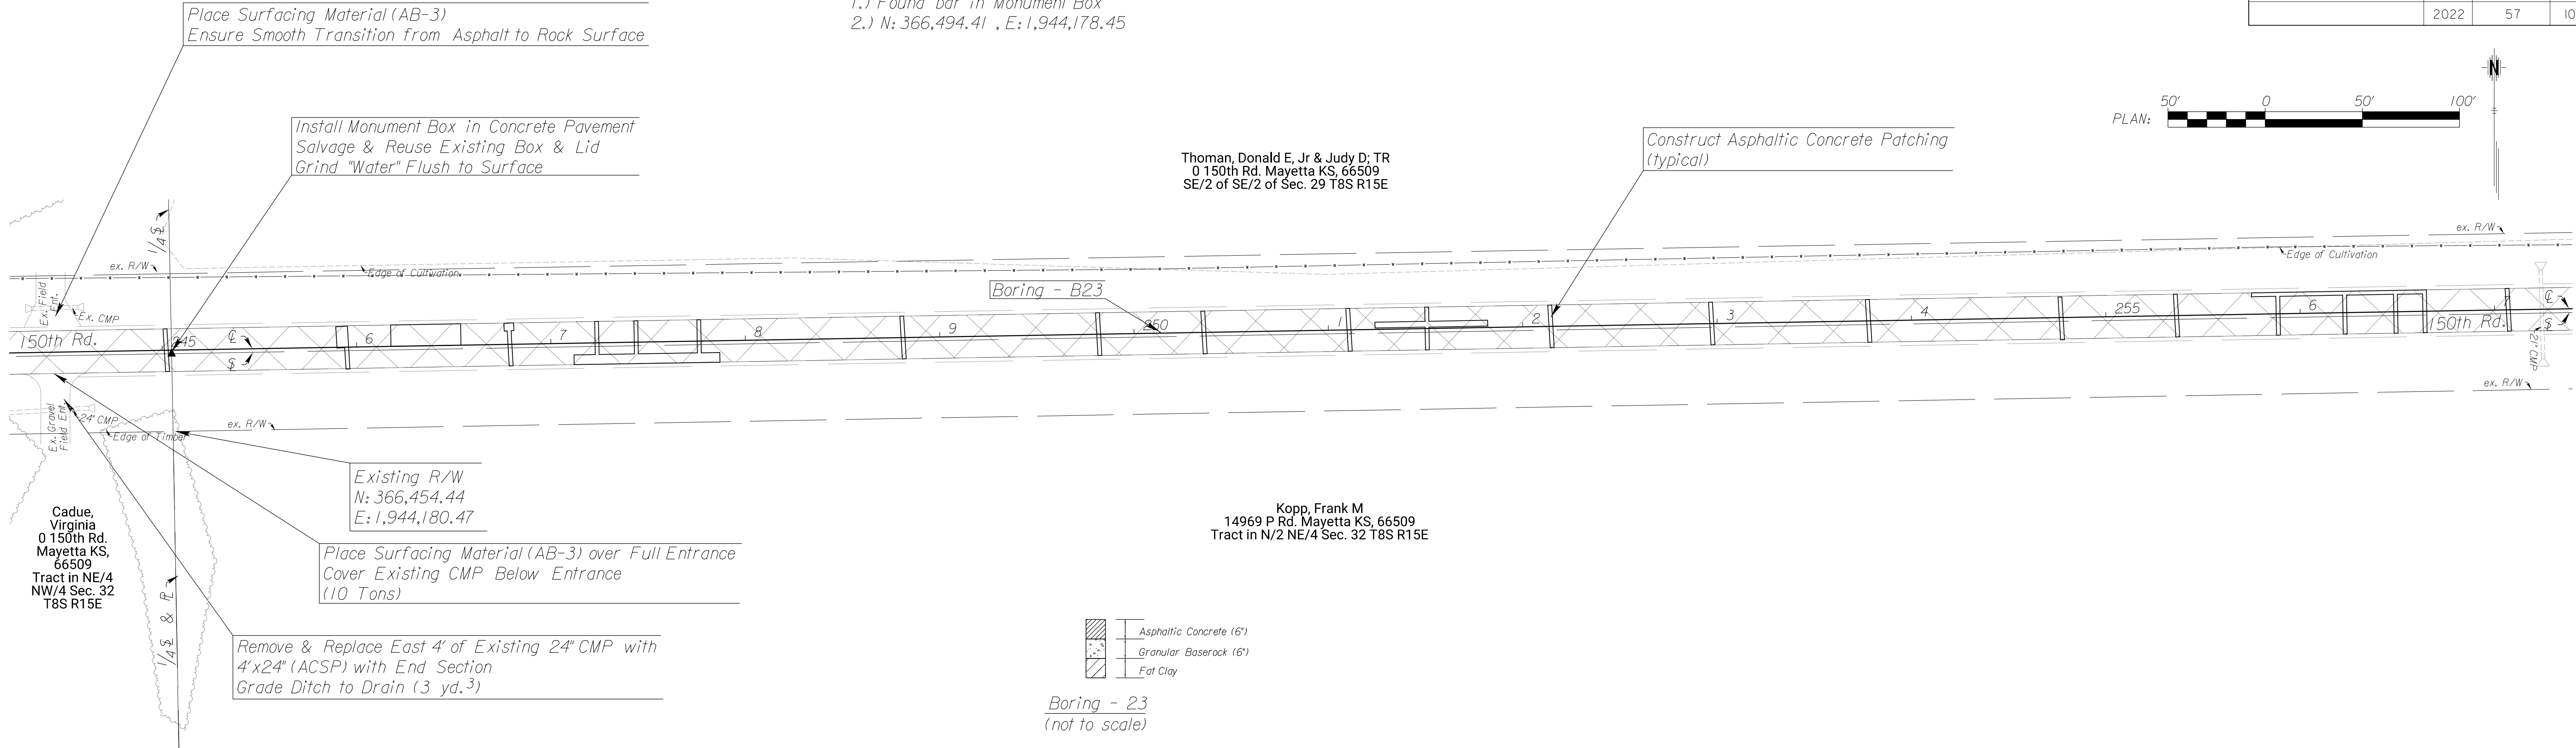 Place Surfacing Material (AB-3)
Ensure Smooth Transition from Asphalt to Rock Surface
1.) Found bar in Monument Box
2.) N: 366,494.41 , E: 1,944,178.45
2022 57 10
N
50' 0 50' 100'
PLAN:
Install Monument Box in Concrete Pavement
Salvage & Reuse Existing Box & Lid
Grind "Water" Flush to Surface
Thoman, Donald E, Jr & Judy D; TR
0 150th Rd. Mayetta KS, 66509
SE/2 of SE/2 of Sec. 29 T8S R15E
Construct Asphaltic Concrete Patching
(typical)
1/4 S
ex. R/W
ex. R/W
Edge of Cultivation
Edge of Cultivation
Ex. Field
Ent.
Ex. CMP
Boring - B23
150th Rd. 245 6 7 8 9 250 1 2 3 4 255 6 7 150th Rd.
℄
S
℄
S
21" CMP
ex. R/W
ex. R/W
24" CMP
Ex. Gravel
Field Ent.
Edge of Timber
Existing R/W
N: 366,454.44
E: 1,944,180.47
Cadue,
Virginia
0 150th Rd.
Mayetta KS,
66509
Tract in NE/4
NW/4 Sec. 32
T8S R15E
Kopp, Frank M
14969 P Rd. Mayetta KS, 66509
Tract in N/2 NE/4 Sec. 32 T8S R15E
Place Surfacing Material (AB-3) over Full Entrance
Cover Existing CMP Below Entrance
(10 Tons)
1/4 S & PL
Remove & Replace East 4' of Existing 24" CMP with
4'x24" (ACSP) with End Section
Grade Ditch to Drain (3 yd.³)
Asphaltic Concrete (6")
Granular Baserock (6")
Fat Clay
Boring - 23
(not to scale)